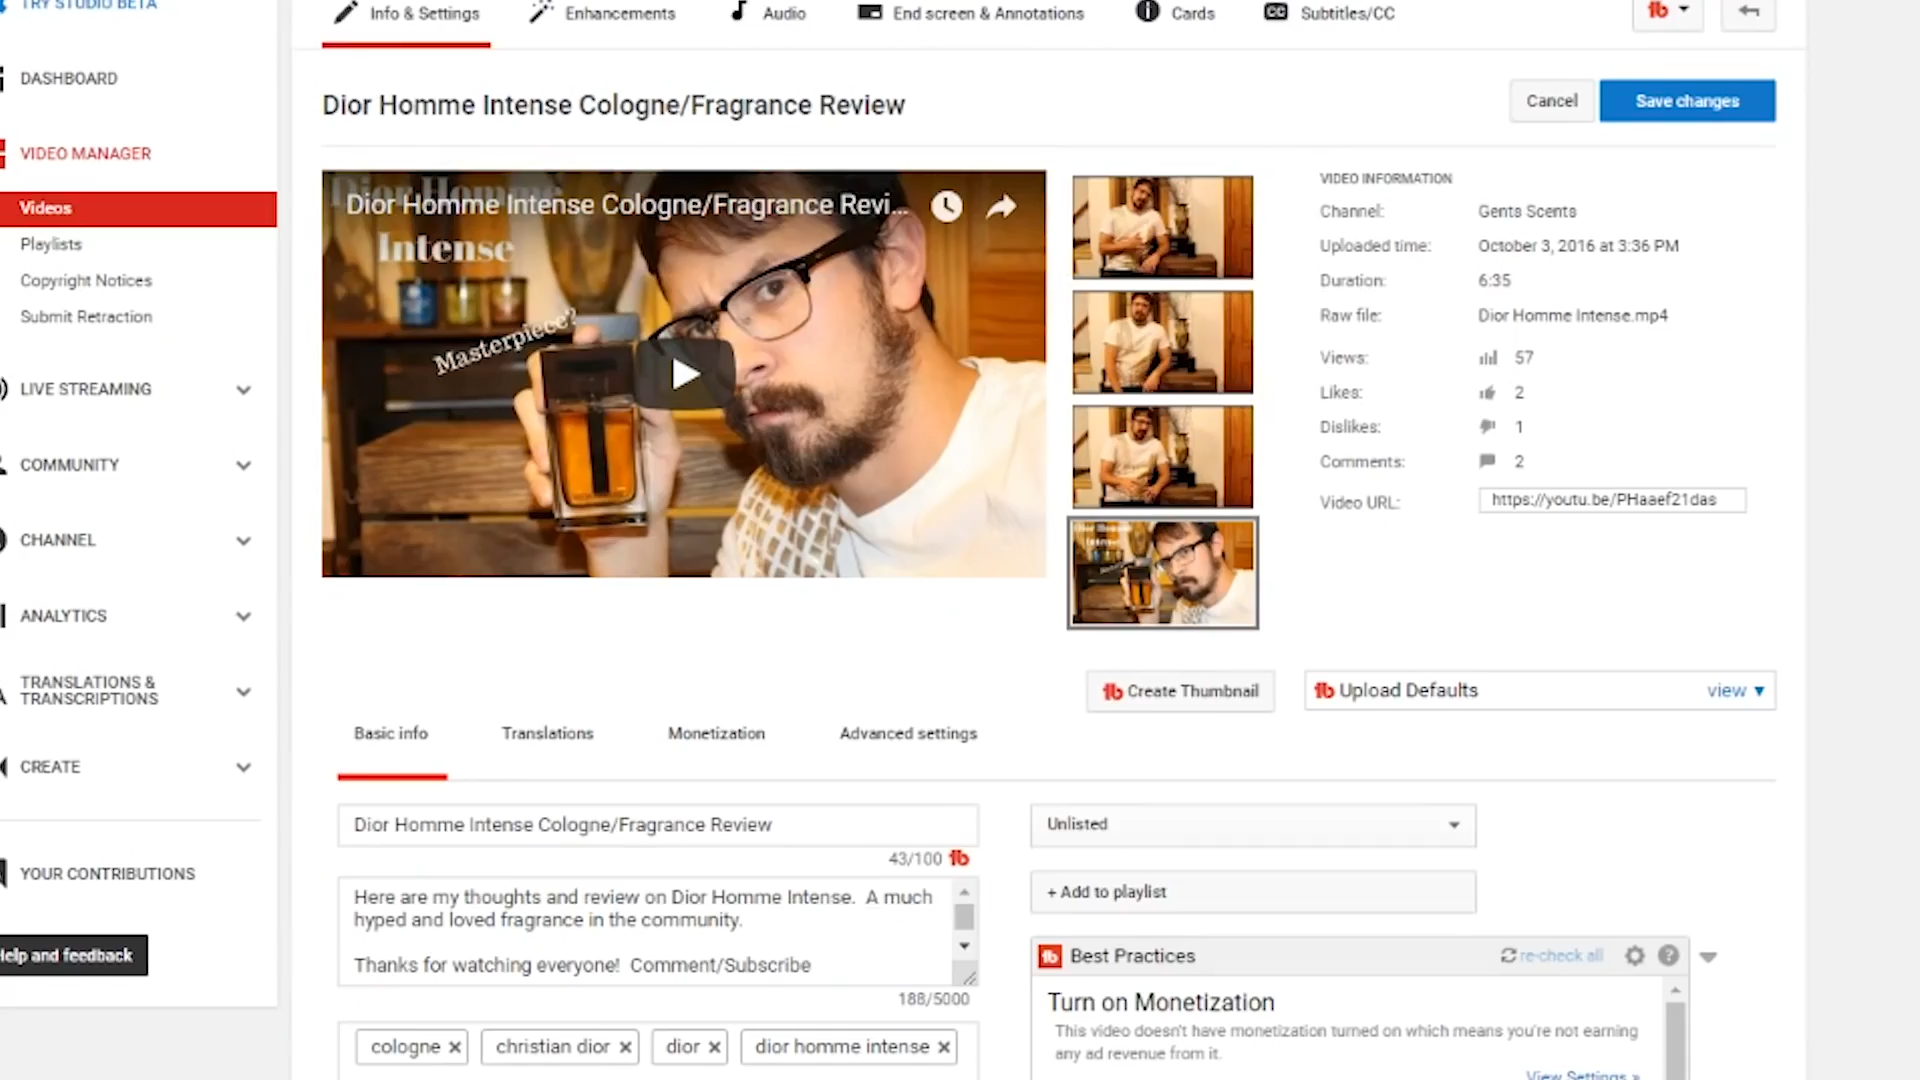 TRY STUDIO BETA
Info & Settings
Enhancements
Audio
End screen & Annotations
Cards
CC
Subtitles/CC
DASHBOARD
VIDEO MANAGER
Videos
Playlists
Copyright Notices
Submit Retraction
LIVE STREAMING
COMMUNITY
CHANNEL
ANALYTICS
TRANSLATIONS &
TRANSCRIPTIONS
CREATE
YOUR CONTRIBUTIONS
Help and feedback
Dior Homme Intense Cologne/Fragrance Review
Cancel
Save changes
Dior Homme
Dior Homme Intense Cologne/Fragrance Revi...
Intense
Masterpiece?
VIDEO INFORMATION
Channel: Gents Scents
Uploaded time: October 3, 2016 at 3:36 PM
Duration: 6:35
Raw file: Dior Homme Intense.mp4
Views: 57
Likes: 2
Dislikes: 1
Comments: 2
Video URL: https://youtu.be/PHaaef21das
Create Thumbnail
Upload Defaults
view ▼
Basic info
Translations
Monetization
Advanced settings
Dior Homme Intense Cologne/Fragrance Review
43/100
Here are my thoughts and review on Dior Homme Intense.  A much
hyped and loved fragrance in the community.
Thanks for watching everyone!  Comment/Subscribe
188/5000
cologne × christian dior × dior × dior homme intense ×
Unlisted
+ Add to playlist
Best Practices
re-check all
Turn on Monetization
This video doesn't have monetization turned on which means you're not earning
any ad revenue from it.
View Settings »